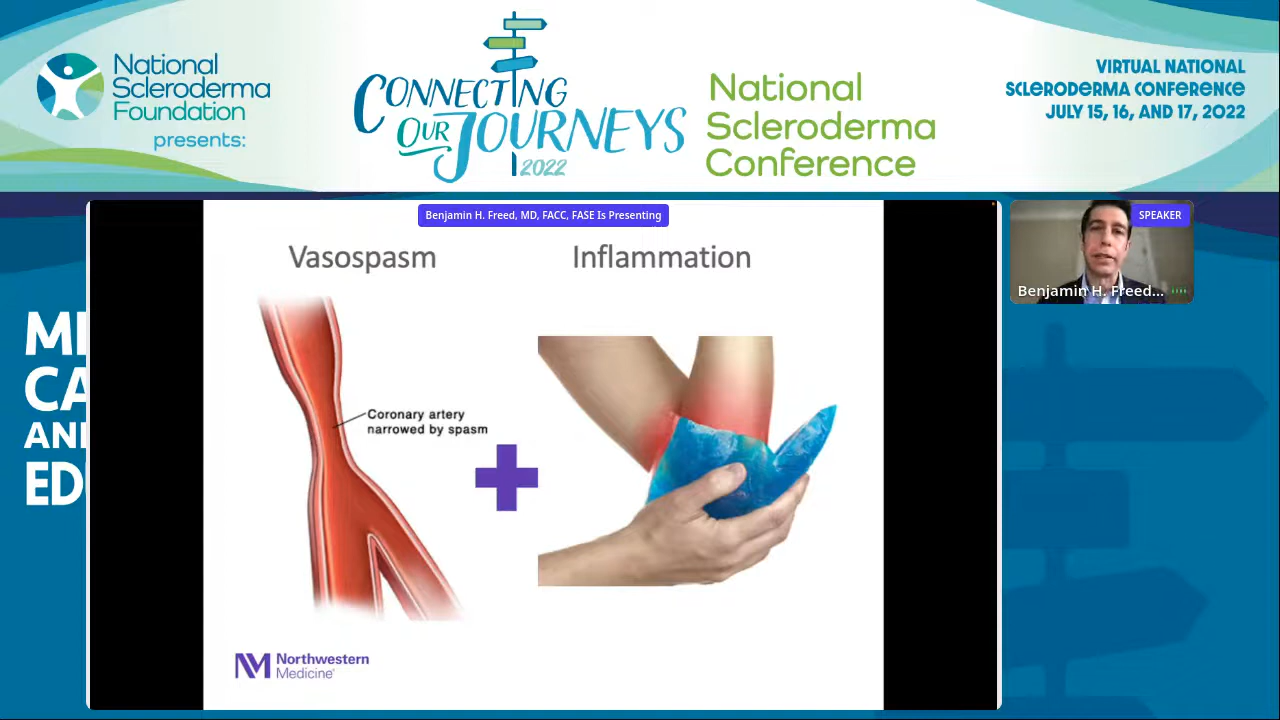 National
Scleroderma
Foundation
presents:
CONNECTING
OUR JOURNEYS
2022
National
Scleroderma
Conference
VIRTUAL NATIONAL
SCLERODERMA CONFERENCE
JULY 15, 16, AND 17, 2022
Benjamin H. Freed, MD, FACC, FASE Is Presenting
SPEAKER
Benjamin H. Freed...
Vasospasm
Inflammation
Coronary artery
narrowed by spasm
Northwestern
Medicine